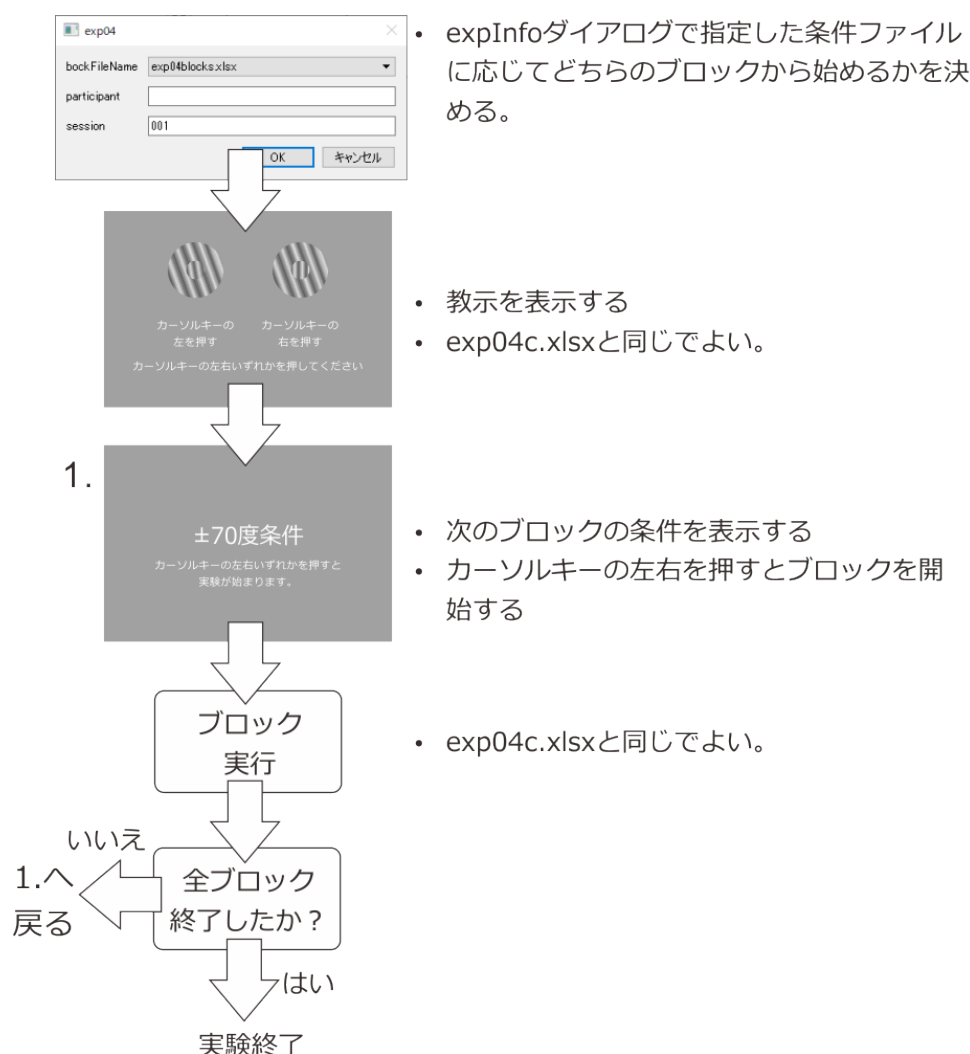 exp04
bockFileName exp04blocks.xlsx
participant
session 001
OK キャンセル
• expInfoダイアログで指定した条件ファイル
に応じてどちらのブロックから始めるかを決
める。
カーソルキーの
左を押す
カーソルキーの
右を押す
カーソルキーの左右いずれかを押してください
• 教示を表示する
• exp04c.xlsxと同じでよい。
1.
±70度条件
カーソルキーの左右いずれかを押すと
実験が始まります。
• 次のブロックの条件を表示する
• カーソルキーの左右を押すとブロックを開
始する
ブロック
実行
• exp04c.xlsxと同じでよい。
いいえ
1.へ
戻る
全ブロック
終了したか？
はい
実験終了